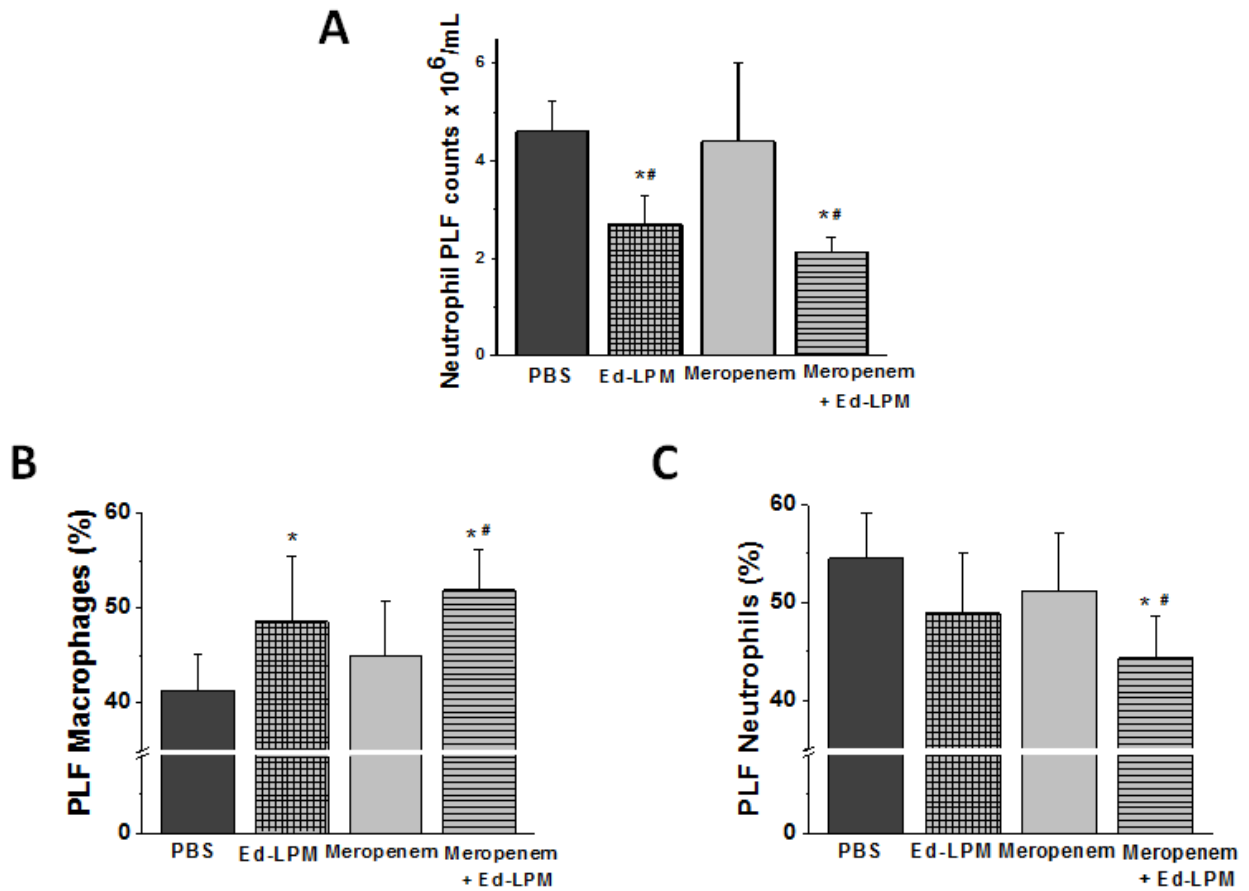 A
Neutrophil PLF counts x 10^6/mL
6
4
2
0
*#
*#
PBS
Ed-LPM
Meropenem
Meropenem
+ Ed-LPM
B
PLF Macrophages (%)
60
50
40
0
*
*#
PBS
Ed-LPM
Meropenem
Meropenem
+ Ed-LPM
C
PLF Neutrophils (%)
60
50
40
0
* #
PBS
Ed-LPM
Meropenem
Meropenem
+ Ed-LPM